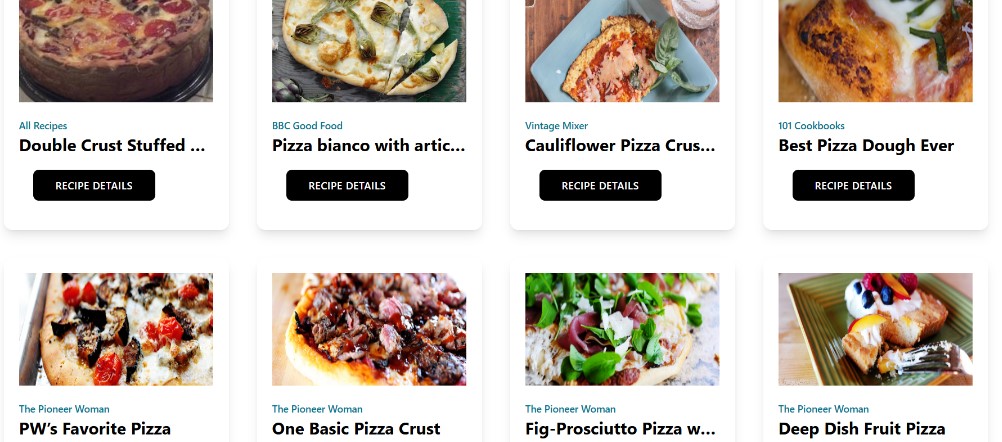 All Recipes
Double Crust Stuffed ...
RECIPE DETAILS
BBC Good Food
Pizza bianco with artic...
RECIPE DETAILS
Vintage Mixer
Cauliflower Pizza Crus...
RECIPE DETAILS
101 Cookbooks
Best Pizza Dough Ever
RECIPE DETAILS
The Pioneer Woman
PW’s Favorite Pizza
The Pioneer Woman
One Basic Pizza Crust
The Pioneer Woman
Fig-Prosciutto Pizza w...
The Pioneer Woman
Deep Dish Fruit Pizza